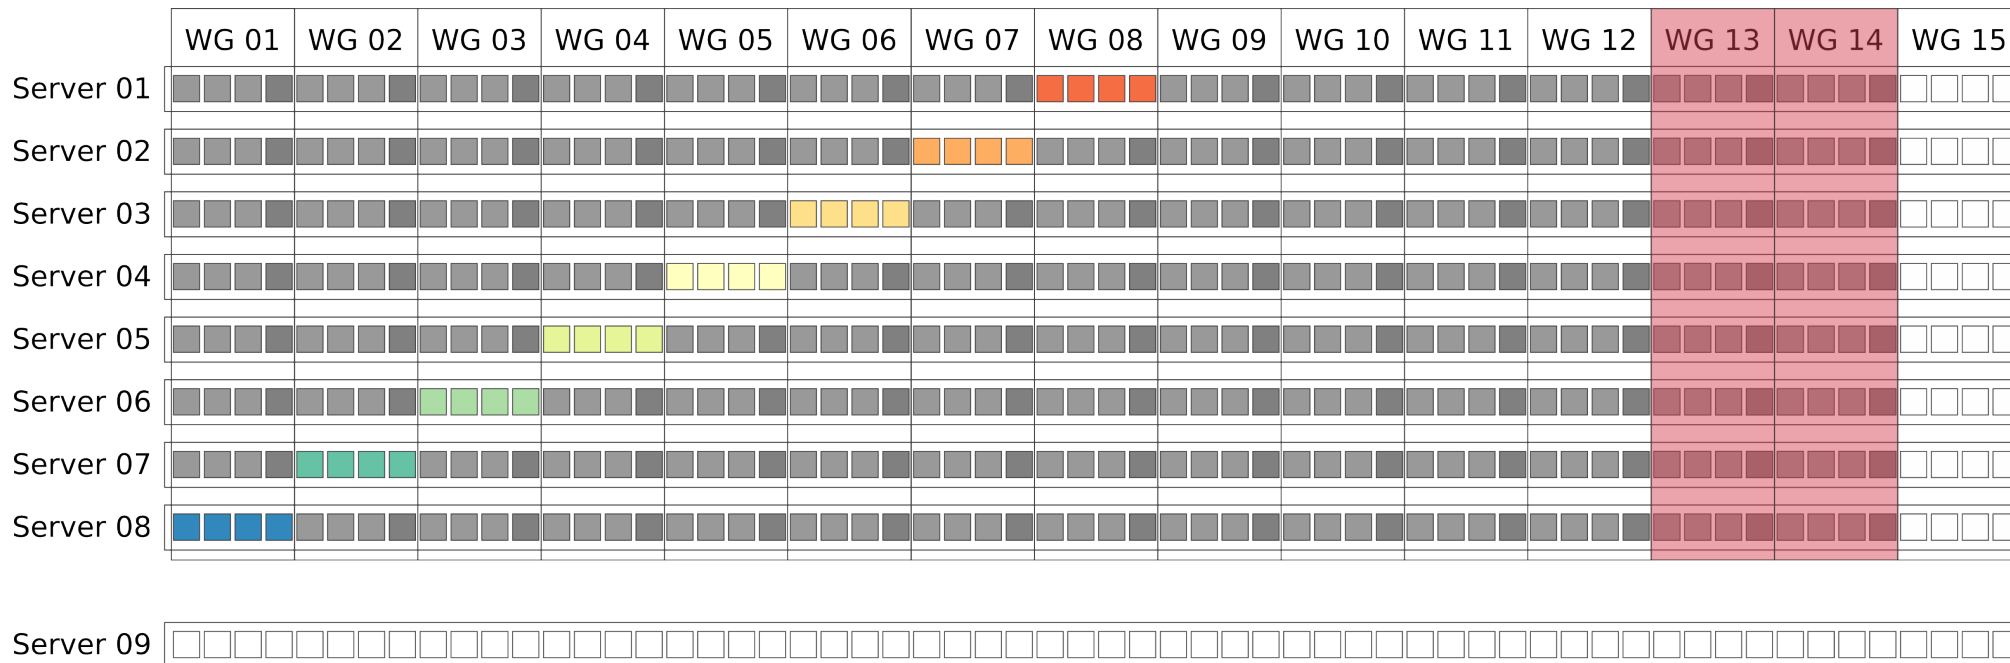 WG 01 WG 02 WG 03 WG 04 WG 05 WG 06 WG 07 WG 08 WG 09 WG 10 WG 11 WG 12 WG 13 WG 14 WG 15
Server 01
Server 02
Server 03
Server 04
Server 05
Server 06
Server 07
Server 08
Server 09